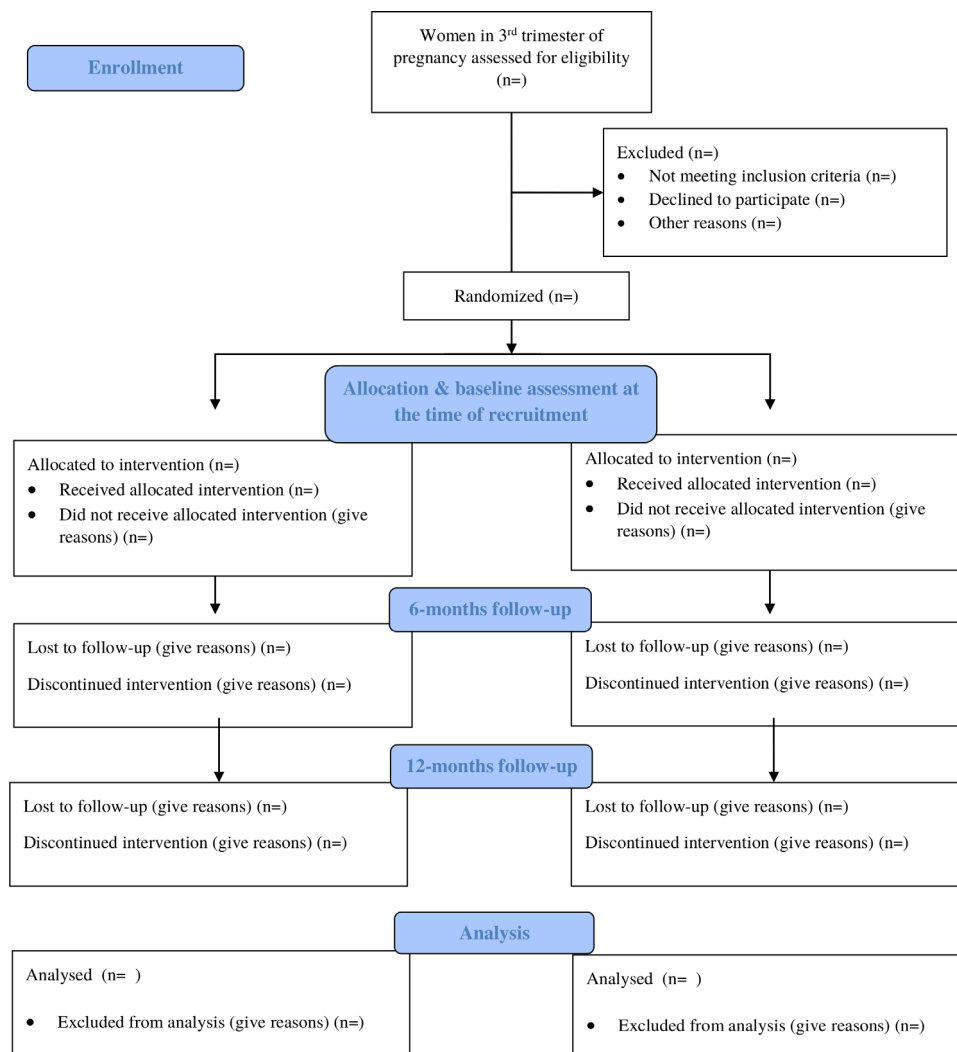 Women in 3rd trimester of
pregnancy assessed for eligibility
(n=)
Enrollment
Excluded (n=)
• Not meeting inclusion criteria (n=)
• Declined to participate (n=)
• Other reasons (n=)
Randomized (n=)
Allocation & baseline assessment at
the time of recruitment
Allocated to intervention (n=)
• Received allocated intervention (n=)
• Did not receive allocated intervention (give
reasons) (n=)
Allocated to intervention (n=)
• Received allocated intervention (n=)
• Did not receive allocated intervention (give
reasons) (n=)
6-months follow-up
Lost to follow-up (give reasons) (n=)
Discontinued intervention (give reasons) (n=)
Lost to follow-up (give reasons) (n=)
Discontinued intervention (give reasons) (n=)
12-months follow-up
Lost to follow-up (give reasons) (n=)
Discontinued intervention (give reasons) (n=)
Lost to follow-up (give reasons) (n=)
Discontinued intervention (give reasons) (n=)
Analysis
Analysed (n= )
• Excluded from analysis (give reasons) (n=)
Analysed (n= )
• Excluded from analysis (give reasons) (n=)